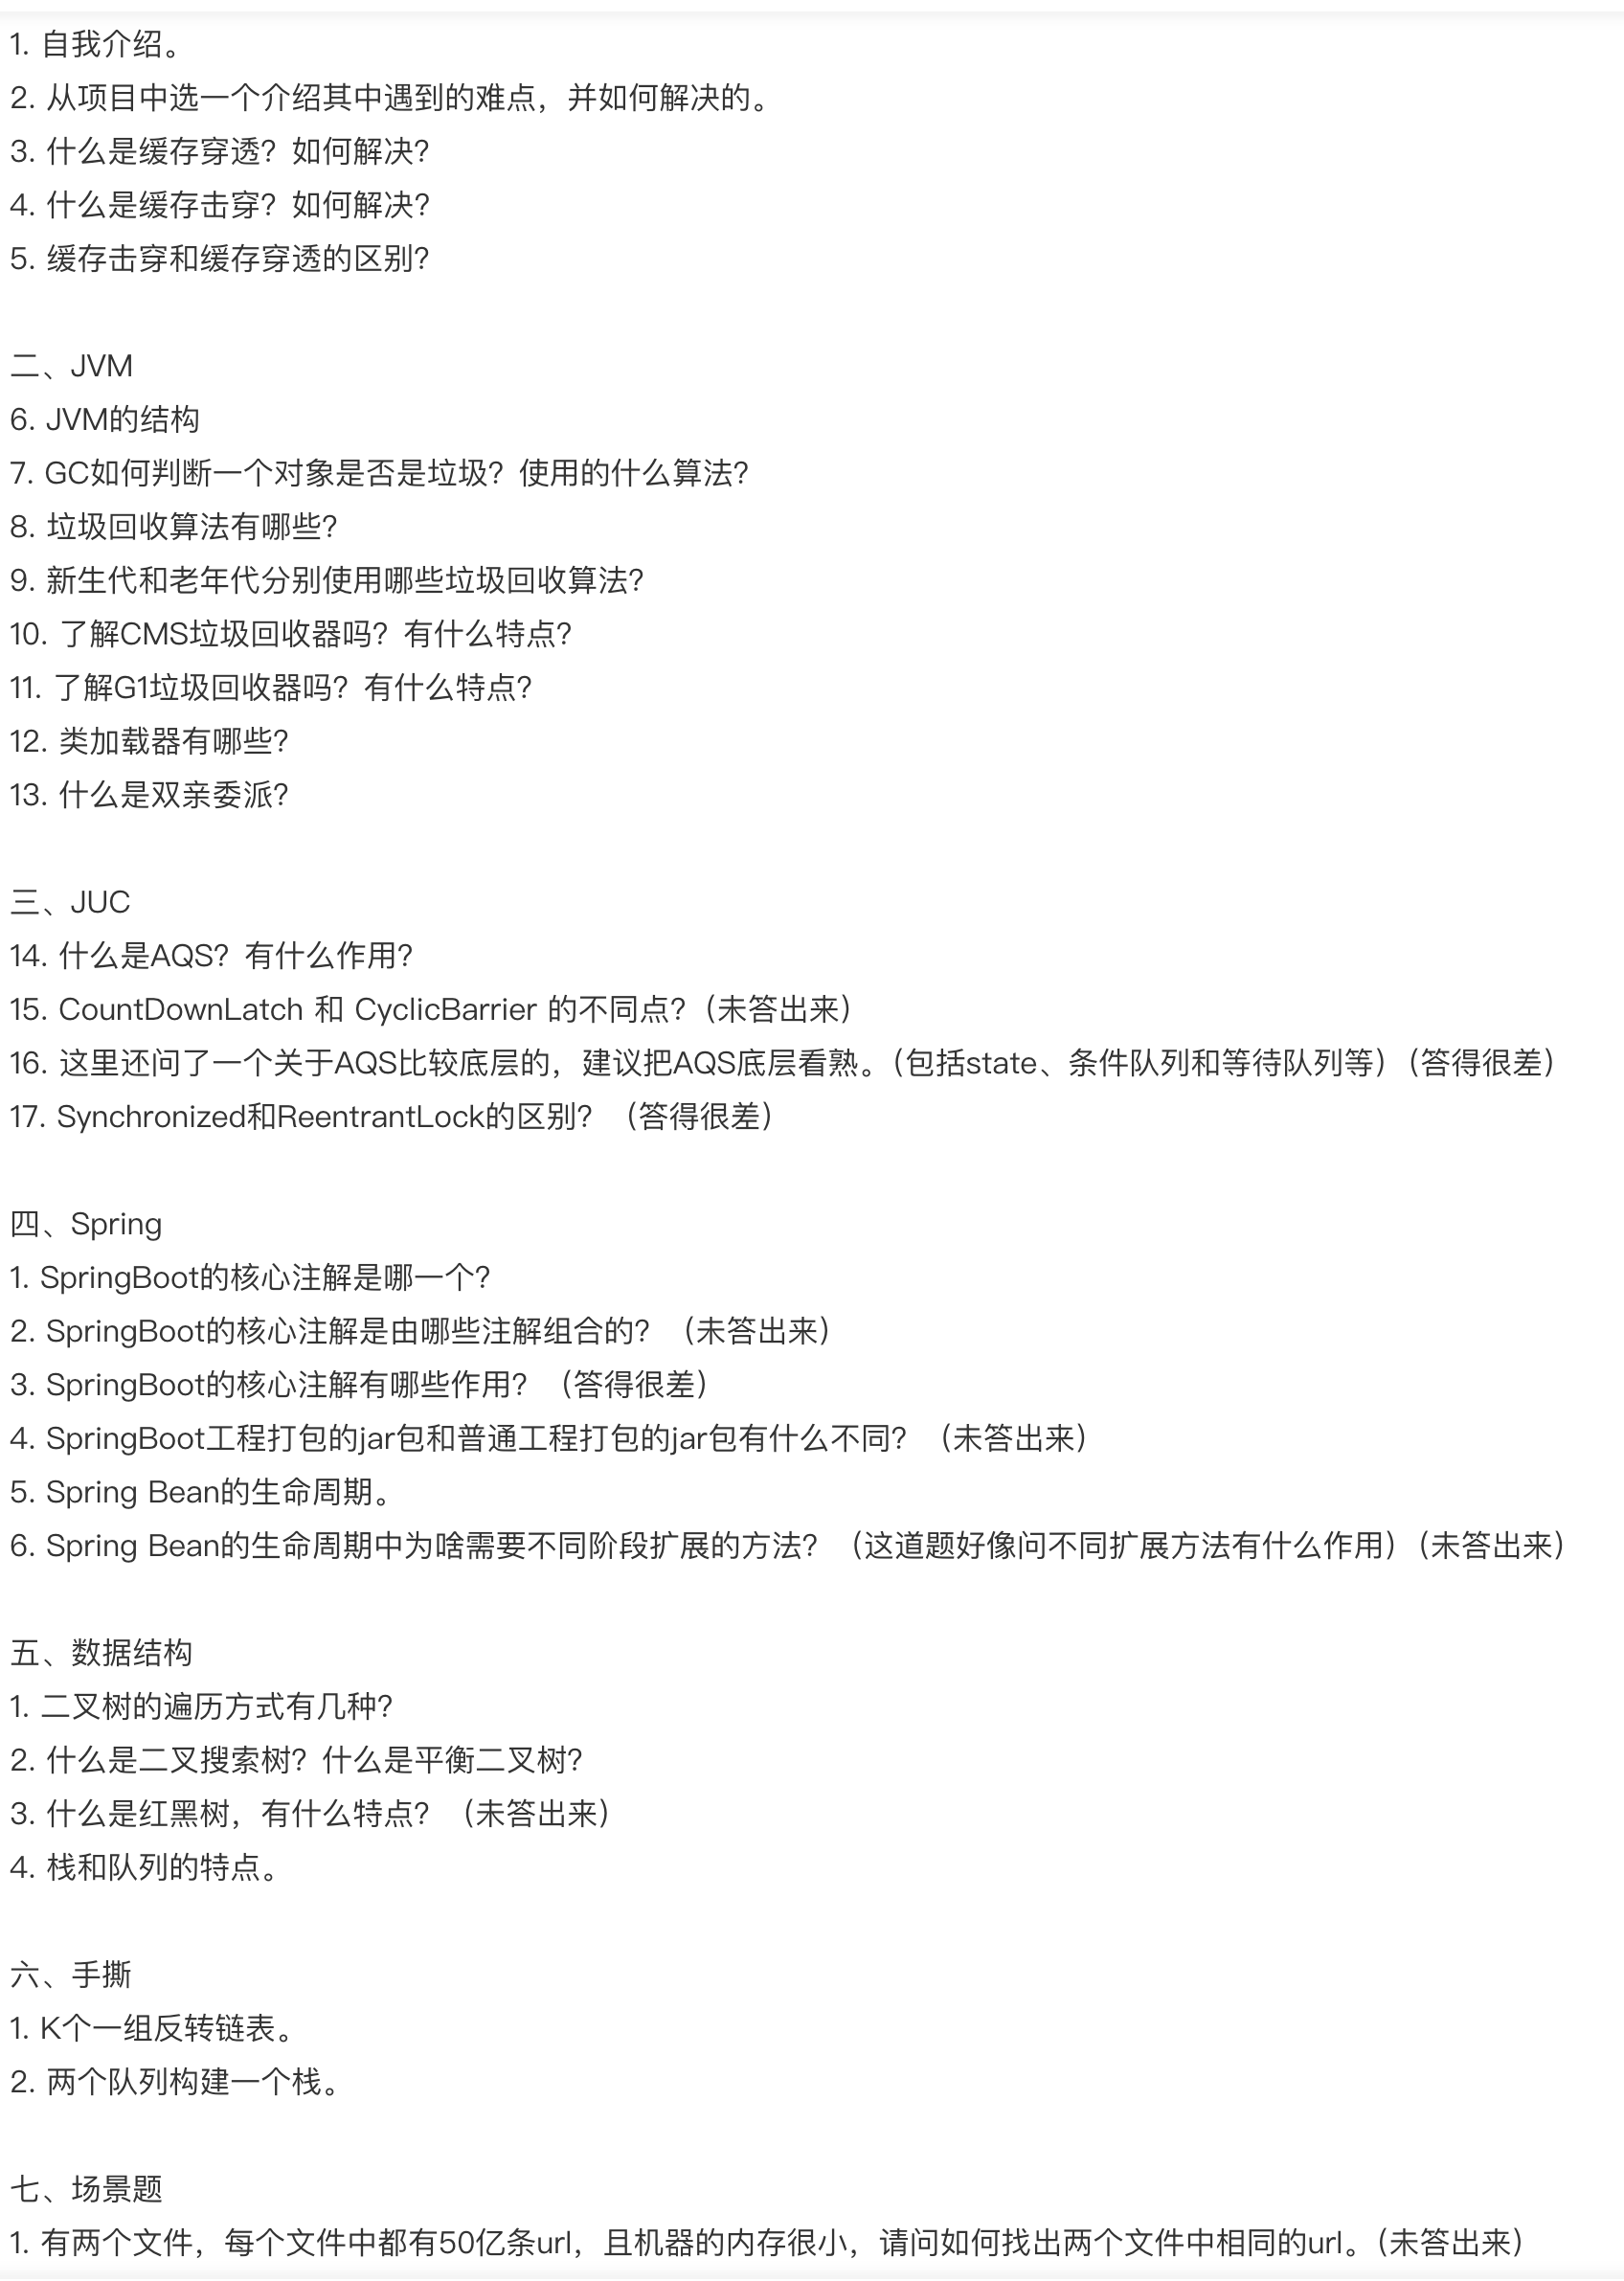 1. 自我介绍。
2. 从项目中选一个介绍其中遇到的难点，并如何解决的。
3. 什么是缓存穿透？如何解决？
4. 什么是缓存击穿？如何解决？
5. 缓存击穿和缓存穿透的区别？
二、JVM
6. JVM的结构
7. GC如何判断一个对象是否是垃圾？使用的什么算法？
8. 垃圾回收算法有哪些？
9. 新生代和老年代分别使用哪些垃圾回收算法？
10. 了解CMS垃圾回收器吗？有什么特点？
11. 了解G1垃圾回收器吗？有什么特点？
12. 类加载器有哪些？
13. 什么是双亲委派？
三、JUC
14. 什么是AQS？有什么作用？
15. CountDownLatch 和 CyclicBarrier 的不同点？（未答出来）
16. 这里还问了一个关于AQS比较底层的，建议把AQS底层看熟。（包括state、条件队列和等待队列等）（答得很差）
17. Synchronized和ReentrantLock的区别？（答得很差）
四、Spring
1. SpringBoot的核心注解是哪一个？
2. SpringBoot的核心注解是由哪些注解组合的？（未答出来）
3. SpringBoot的核心注解有哪些作用？（答得很差）
4. SpringBoot工程打包的jar包和普通工程打包的jar包有什么不同？（未答出来）
5. Spring Bean的生命周期。
6. Spring Bean的生命周期中为啥需要不同阶段扩展的方法？（这道题好像问不同扩展方法有什么作用）（未答出来）
五、数据结构
1. 二叉树的遍历方式有几种？
2. 什么是二叉搜索树？什么是平衡二叉树？
3. 什么是红黑树，有什么特点？（未答出来）
4. 栈和队列的特点。
六、手撕
1. K个一组反转链表。
2. 两个队列构建一个栈。
七、场景题
1. 有两个文件，每个文件中都有50亿条url，且机器的内存很小，请问如何找出两个文件中相同的url。（未答出来）